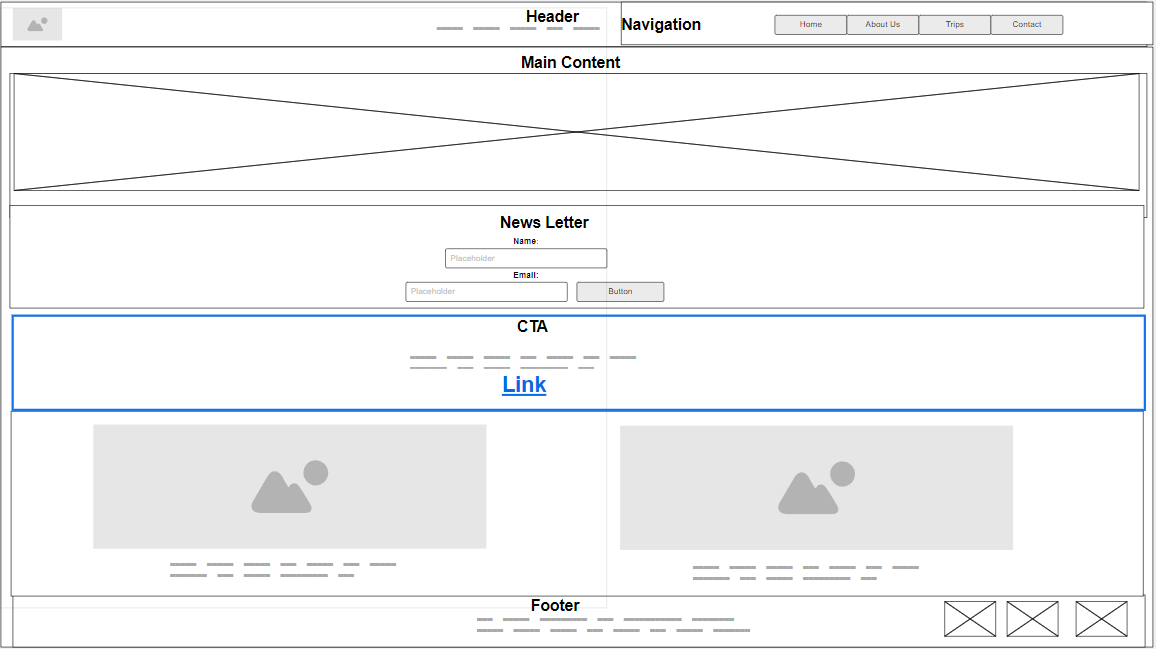 Header
Navigation
Home
About Us
Trips
Contact
Main Content
News Letter
Name:
Placeholder
Email:
Placeholder
Button
CTA
Link
Footer